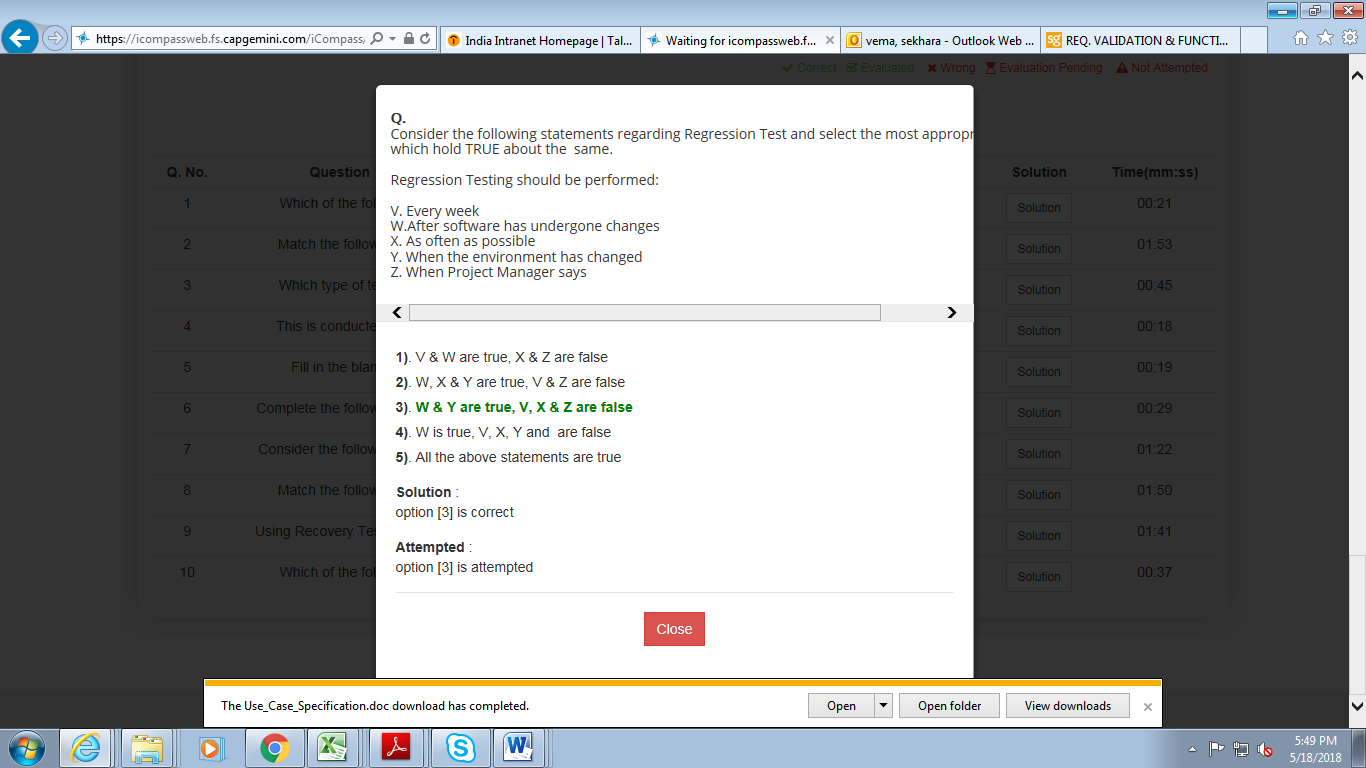 https://icompassweb.fs.capgemini.com/iCompass,
India Intranet Homepage | Tal...
Waiting for icompassweb.f...
vema, sekhara - Outlook Web ...
sg REQ. VALIDATION & FUNCTI...
Correct Evaluated Wrong Evaluation Pending Not Attempted
Q. No. Question Solution Time(mm:ss)
1 Which of the fol Solution 00:21
2 Match the follow Solution 01:53
3 Which type of te Solution 00:45
4 This is conducte Solution 00:18
5 Fill in the blan Solution 00:19
6 Complete the follow Solution 00:29
7 Consider the follow Solution 01:22
8 Match the follow Solution 01:50
9 Using Recovery Tes Solution 01:41
10 Which of the fol Solution 00:37
Q.
Consider the following statements regarding Regression Test and select the most appropr
which hold TRUE about the same.
Regression Testing should be performed:
V. Every week
W.After software has undergone changes
X. As often as possible
Y. When the environment has changed
Z. When Project Manager says
1). V & W are true, X & Z are false
2). W, X & Y are true, V & Z are false
3). W & Y are true, V, X & Z are false
4). W is true, V, X, Y and are false
5). All the above statements are true
Solution :
option [3] is correct
Attempted :
option [3] is attempted
Close
The Use_Case_Specification.doc download has completed.
Open
Open folder
View downloads
5:49 PM
5/18/2018